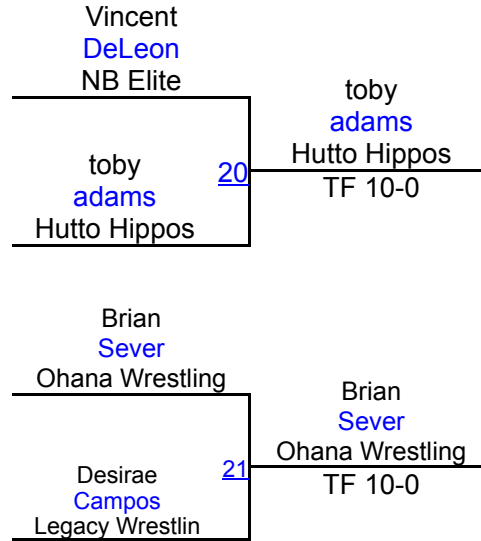 Vincent
DeLeon
NB Elite
toby
adams
Hutto Hippos
20
toby
adams
Hutto Hippos
TF 10-0
Brian
Sever
Ohana Wrestling
Desirae
Campos
Legacy Wrestlin
21
Brian
Sever
Ohana Wrestling
TF 10-0